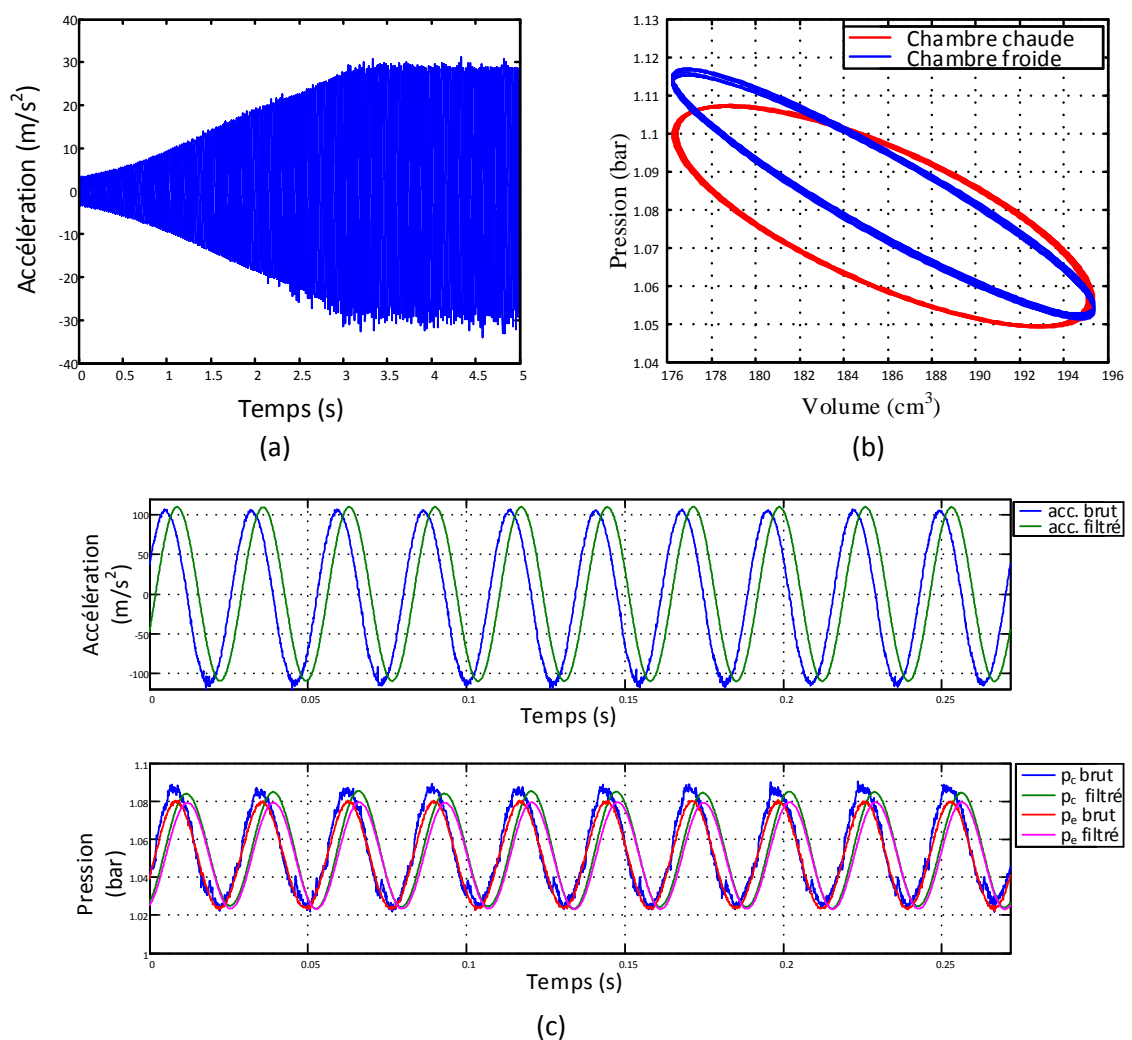 40
30
20
10
0
-10
-20
-30
-40
Accélération (m/s²)
0 0.5 1 1.5 2 2.5 3 3.5 4 4.5 5
Temps (s)
(a)
1.13
1.12
1.11
1.1
1.09
1.08
1.07
1.06
1.05
1.04
Pression (bar)
Chambre chaude
Chambre froide
176 178 180 182 184 186 188 190 192 194 196
Volume (cm³)
(b)
100
50
0
-50
-100
Accélération
(m/s²)
acc. brut
acc. filtré
0 0.05 0.1 0.15 0.2 0.25
Temps (s)
1.1
1.08
1.06
1.04
1.02
1
Pression
(bar)
p_c brut
p_c filtré
p_e brut
p_e filtré
0 0.05 0.1 0.15 0.2 0.25
Temps (s)
(c)